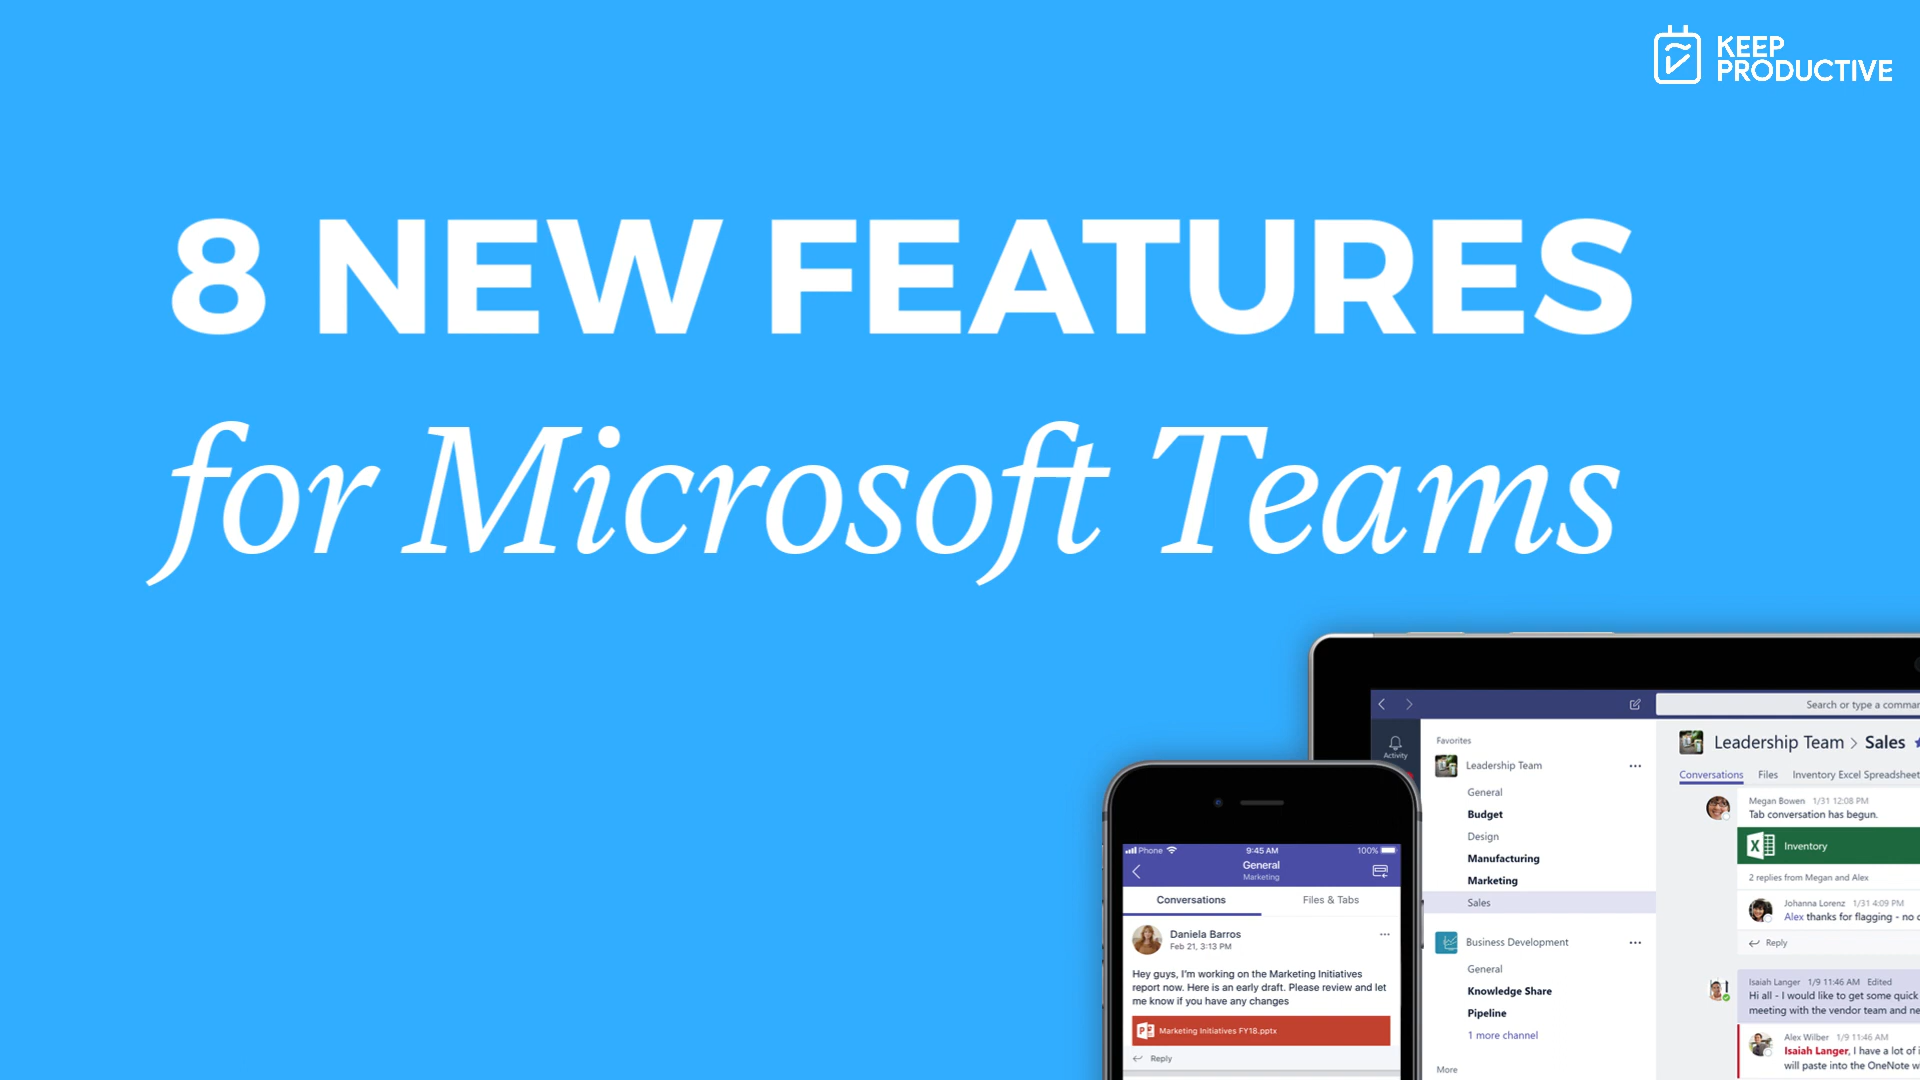 KEEP
PRODUCTIVE
8 NEW FEATURES
for Microsoft Teams
Search or type a
Favorites
Activity
Leadership Team
General
Budget
Design
Manufacturing
Marketing
Sales
Business Development
General
Knowledge Share
Pipeline
1 more channel
More
Leadership Team > Sales
Conversations Files Inventory Excel Spreadsheet
Megan Bowen 1/31 12:08 PM
Tab conversation has begun.
Inventory
2 replies from Megan and Alex
Johanna Lorenz 1/31 4:09 PM
Alex thanks for flagging - no
Reply
Isaiah Langer 1/9 11:46 AM Edited
Hi all - I would like to get some quick
meeting with the vendor team and
Alex Wilber 1/9 11:46 AM
Isaiah Langer, I have a lot of
will paste into the OneNote
Phone 9:45 AM 100%
General
Marketing
Conversations Files & Tabs
Daniela Barros
Feb 21, 3:13 PM
Hey guys, I'm working on the Marketing Initiatives
report now. Here is an early draft. Please review and let
me know if you have any changes
Marketing Initiatives FY18.pptx
Reply